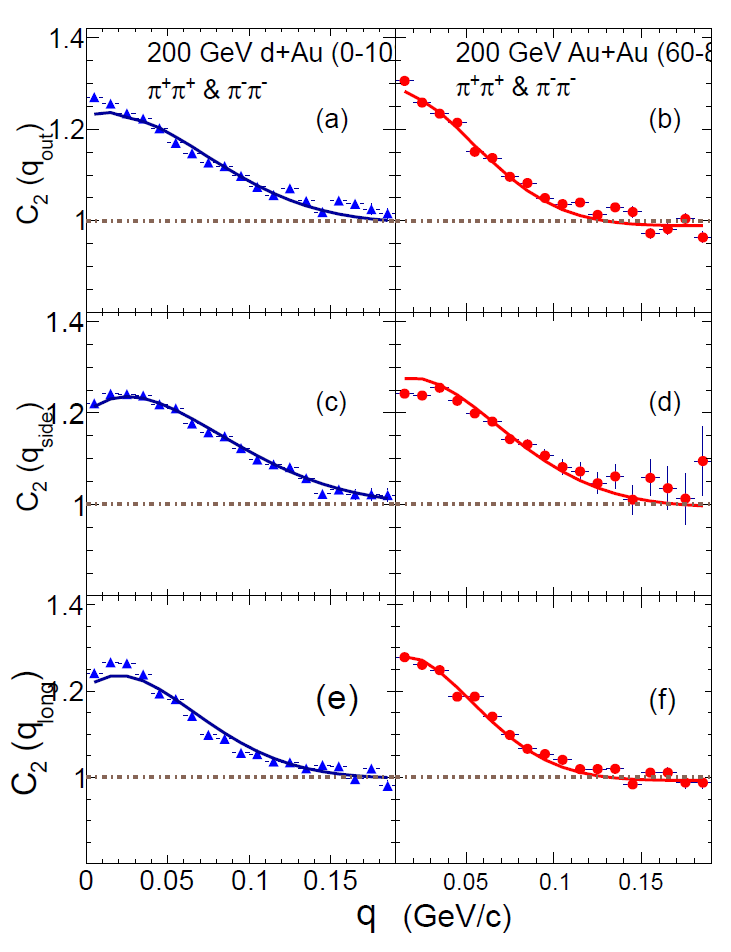 200 GeV d+Au (0-10
π⁺π⁺ & π⁻π⁻
(a)
200 GeV Au+Au (60-8
π⁺π⁺ & π⁻π⁻
(b)
C₂ (q_out)
1.4
1.2
1
(c)
(d)
C₂ (q_side)
1.4
1.2
1
(e)
(f)
C₂ (q_long)
1.4
.2
1
0
0.05
0.1
0.15
0.05
0.1
0.15
q (GeV/c)